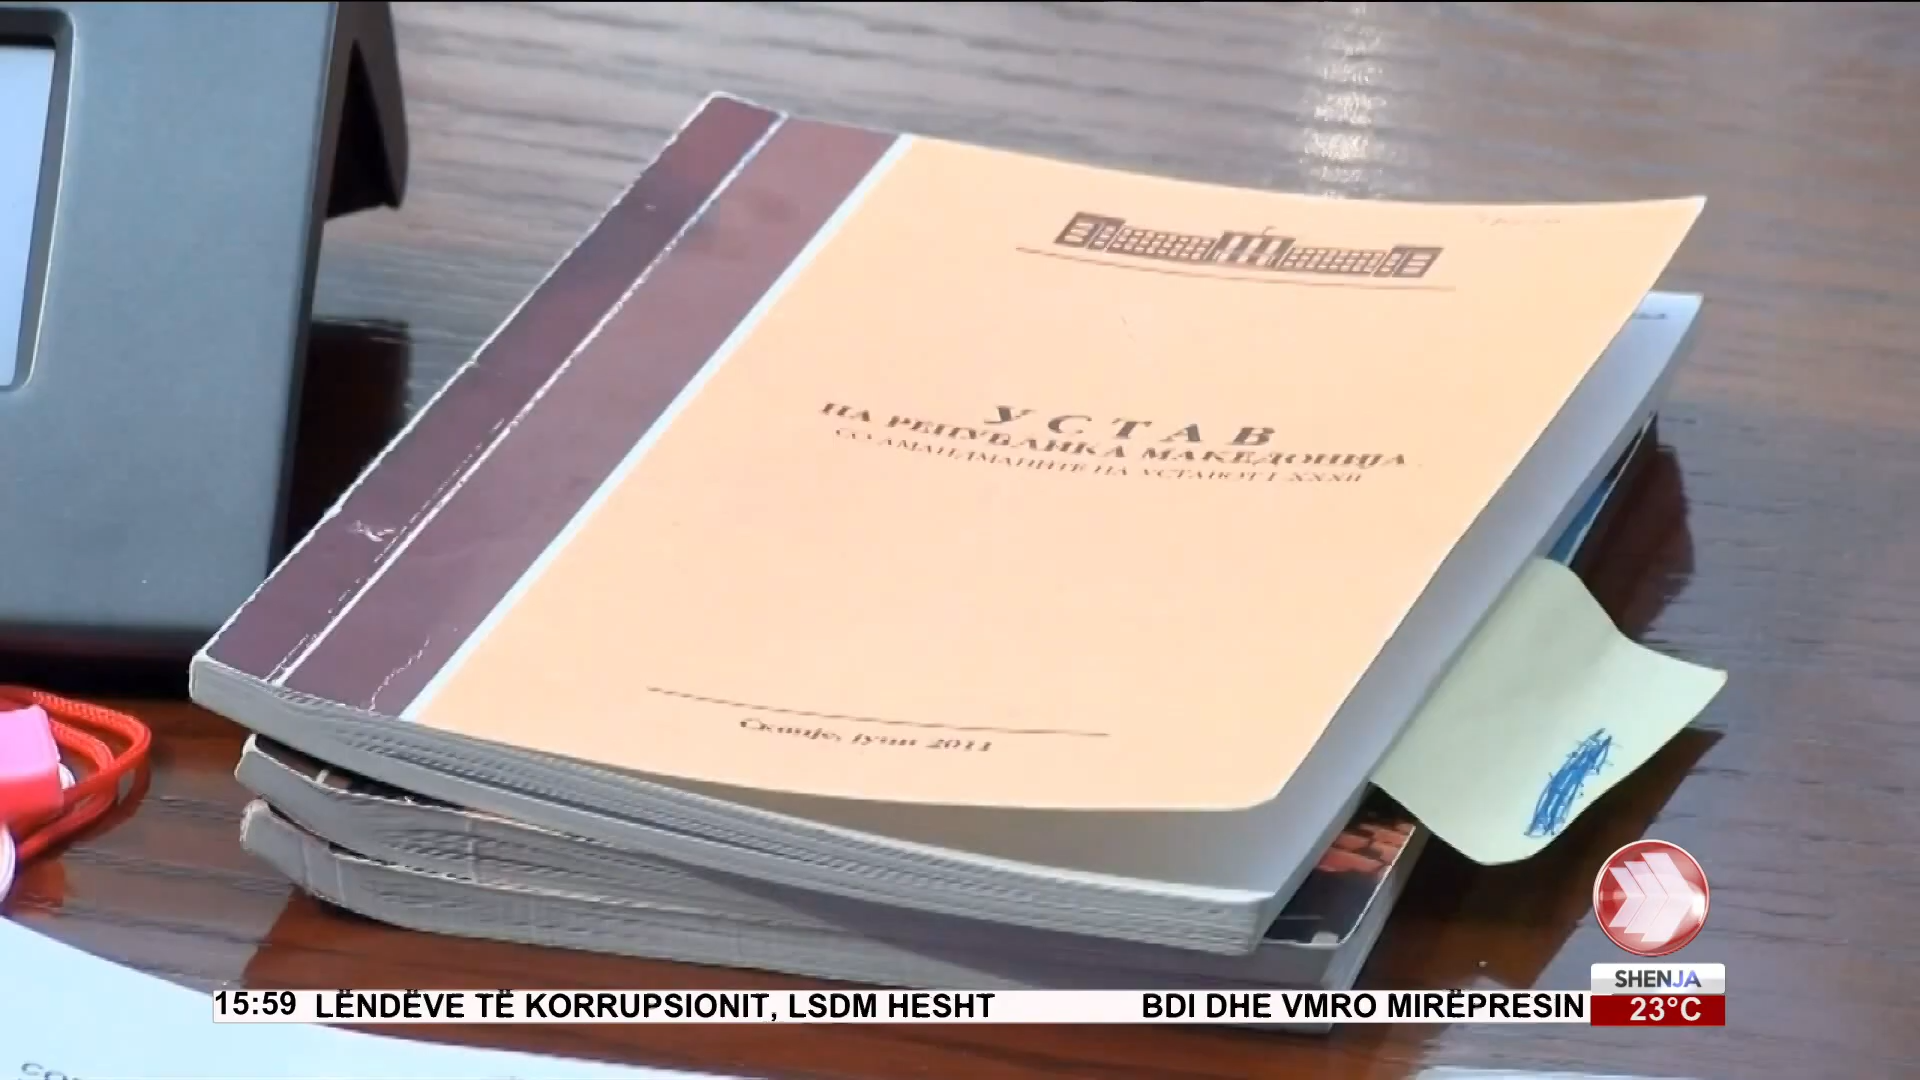 УСТАВ
НА РЕПУБЛИКА МАКЕДОНИЈА
СО АМАНДМАНИТЕ НА УСТАВОТ I-XXXII
Скопје, јуни 2011
SHENJA
15:59 LËNDËVE TË KORRUPSIONIT, LSDM HESHT BDI DHE VMRO MIRËPRESIN 23°C